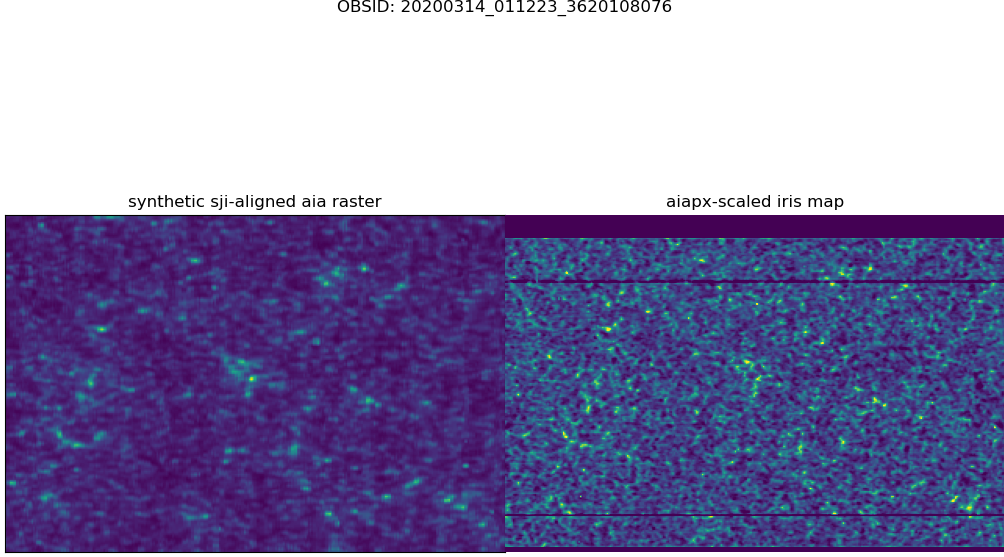 OBSID: 20200314_011223_3620108076
synthetic sji-aligned aia raster
aiapx-scaled iris map